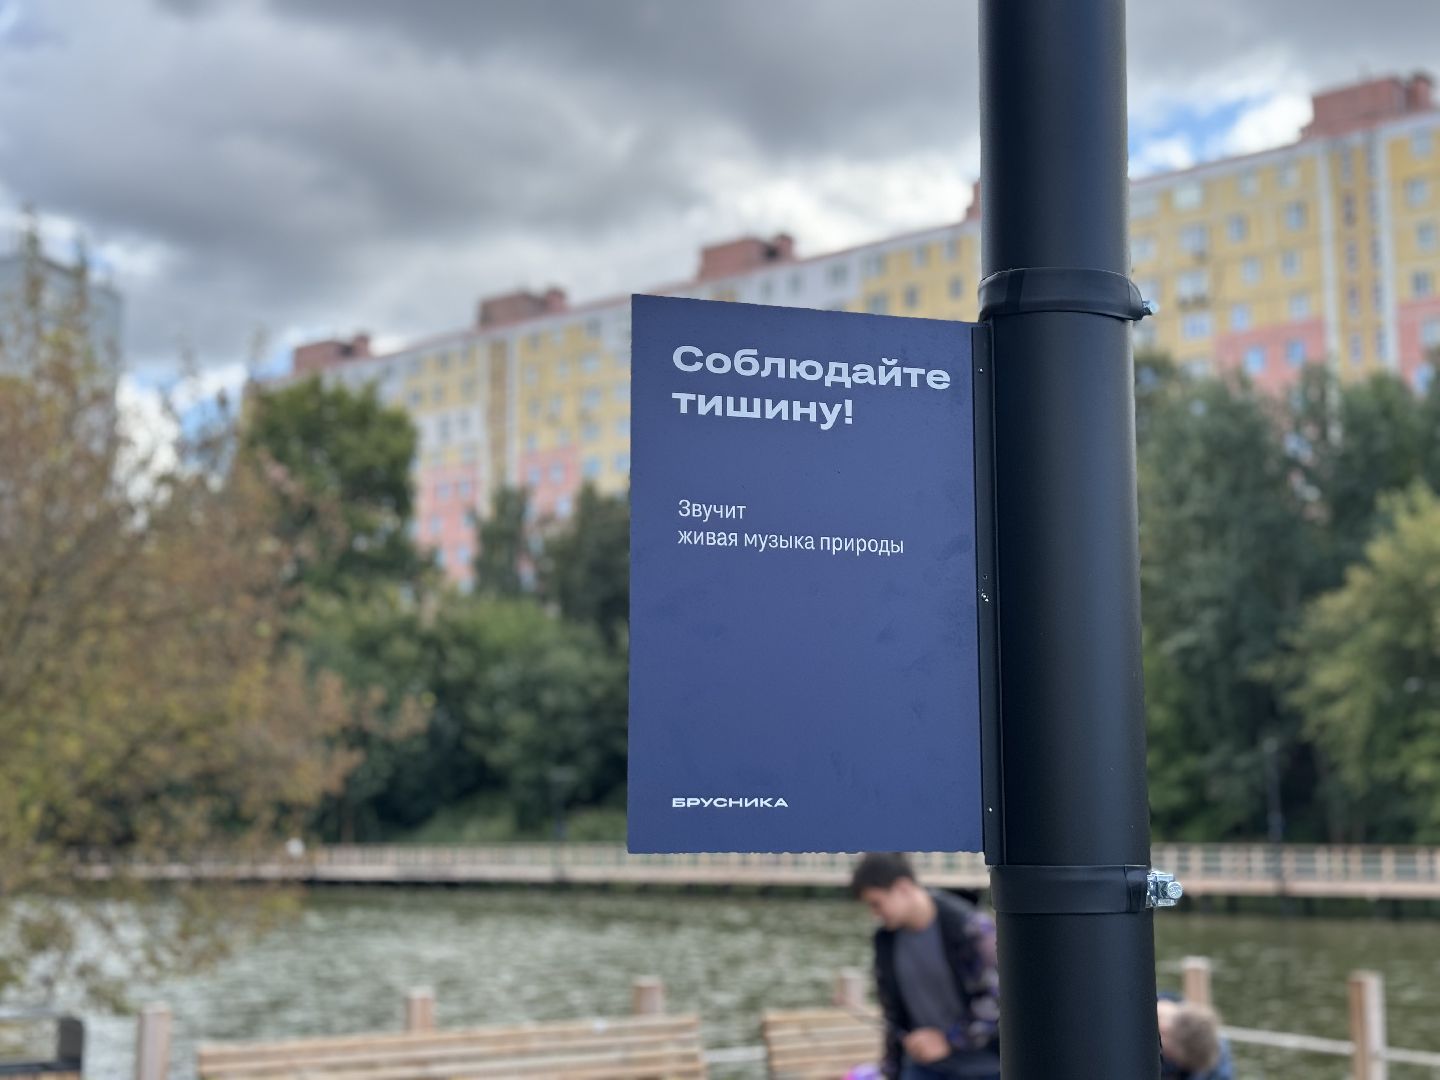 Соблюдайте
тишину!
Звучит
живая музыка природы
БРУСНИКА